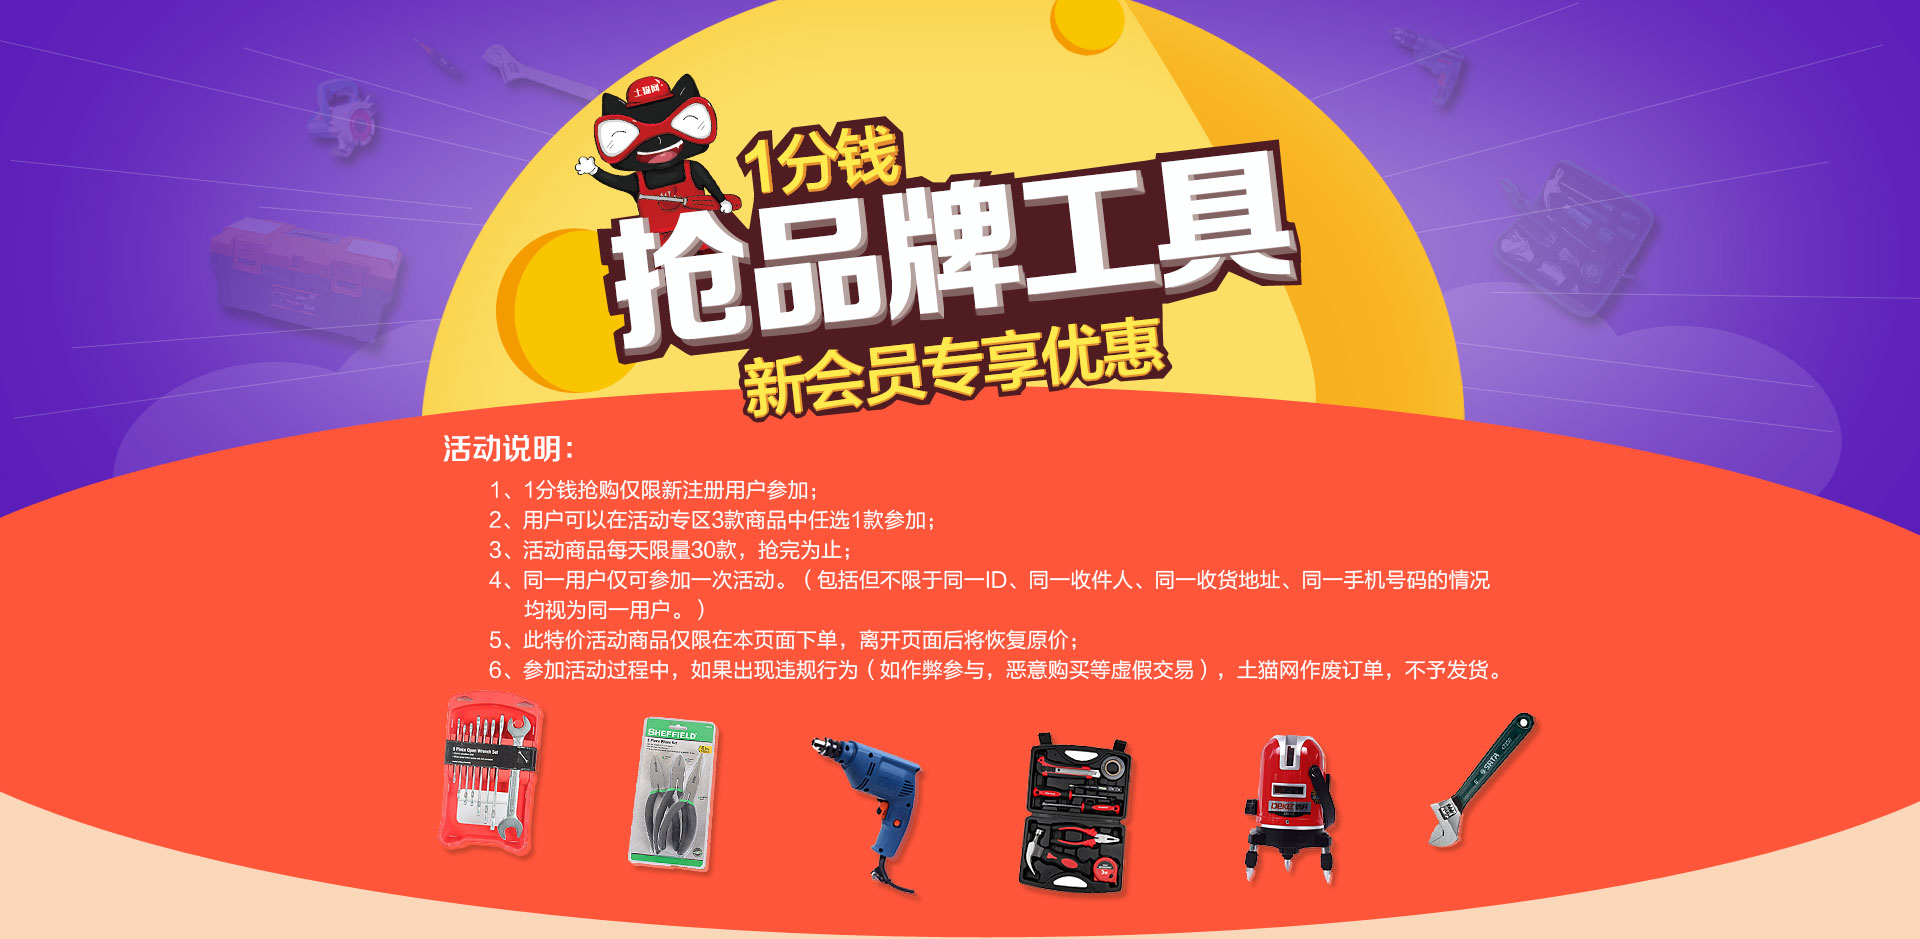 土猫网
1分钱
抢品牌工具
新会员专享优惠
活动说明：
1、1分钱抢购仅限新注册用户参加；
2、用户可以在活动专区3款商品中任选1款参加；
3、活动商品每天限量30款，抢完为止；
4、同一用户仅可参加一次活动。（包括但不限于同一ID、同一收件人、同一收货地址、同一手机号码的情况
均视为同一用户。）
5、此特价活动商品仅限在本页面下单，离开页面后将恢复原价；
6、参加活动过程中，如果出现违规行为（如作弊参与，恶意购买等虚假交易），土猫网作废订单，不予发货。
8 Piece Open Wrench Set
SHEFFIELD
DEKE
SATA